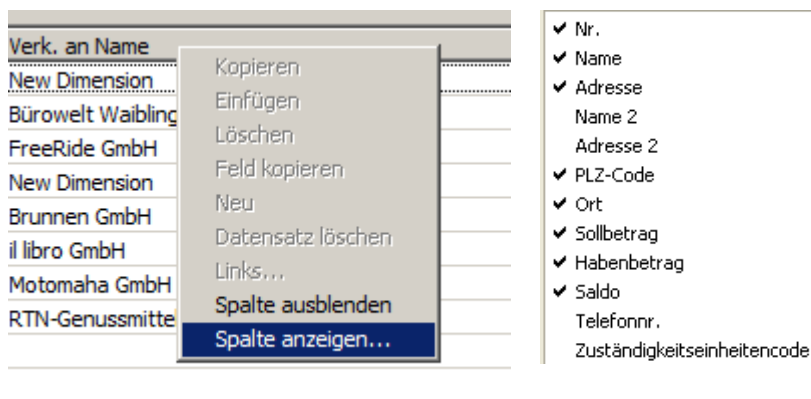 Verk. an Name
New Dimension
Bürowelt Waibling
FreeRide GmbH
New Dimension
Brunnen GmbH
il libro GmbH
Motomaha GmbH
RTN-Genussmitte
Kopieren
Einfügen
Löschen
Feld kopieren
Neu
Datensatz löschen
Links...
Spalte ausblenden
Spalte anzeigen...
Nr.
Name
Adresse
Name 2
Adresse 2
PLZ-Code
Ort
Sollbetrag
Habenbetrag
Saldo
Telefonnr.
Zuständigkeitseinheitencode